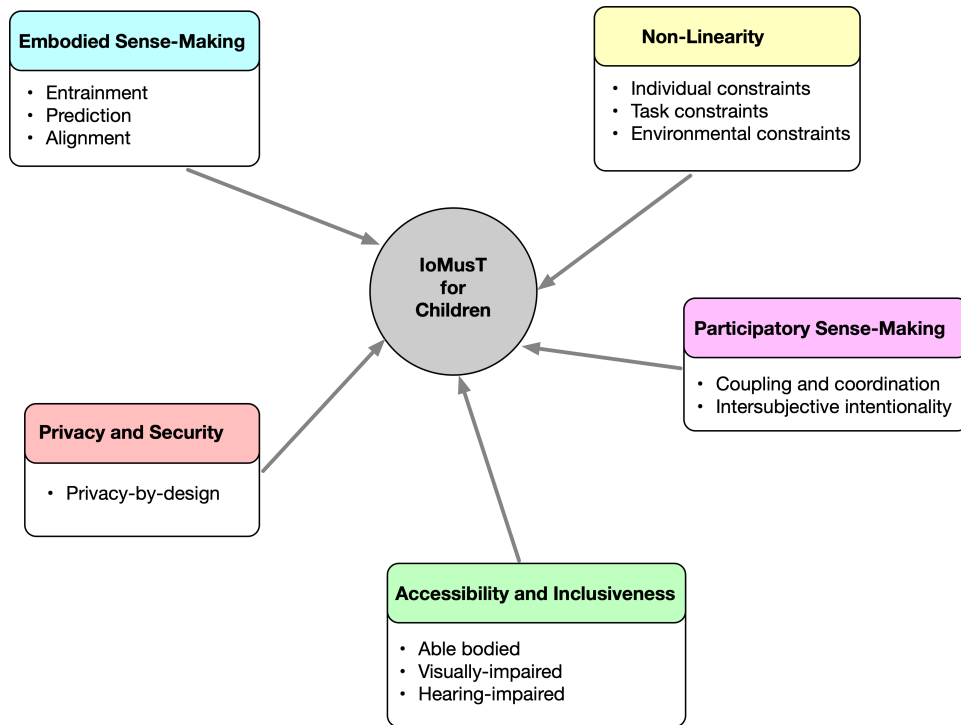 Embodied Sense-Making
• Entrainment
• Prediction
• Alignment
Non-Linearity
• Individual constraints
• Task constraints
• Environmental constraints
IoMusT
for
Children
Participatory Sense-Making
• Coupling and coordination
• Intersubjective intentionality
Privacy and Security
• Privacy-by-design
Accessibility and Inclusiveness
• Able bodied
• Visually-impaired
• Hearing-impaired